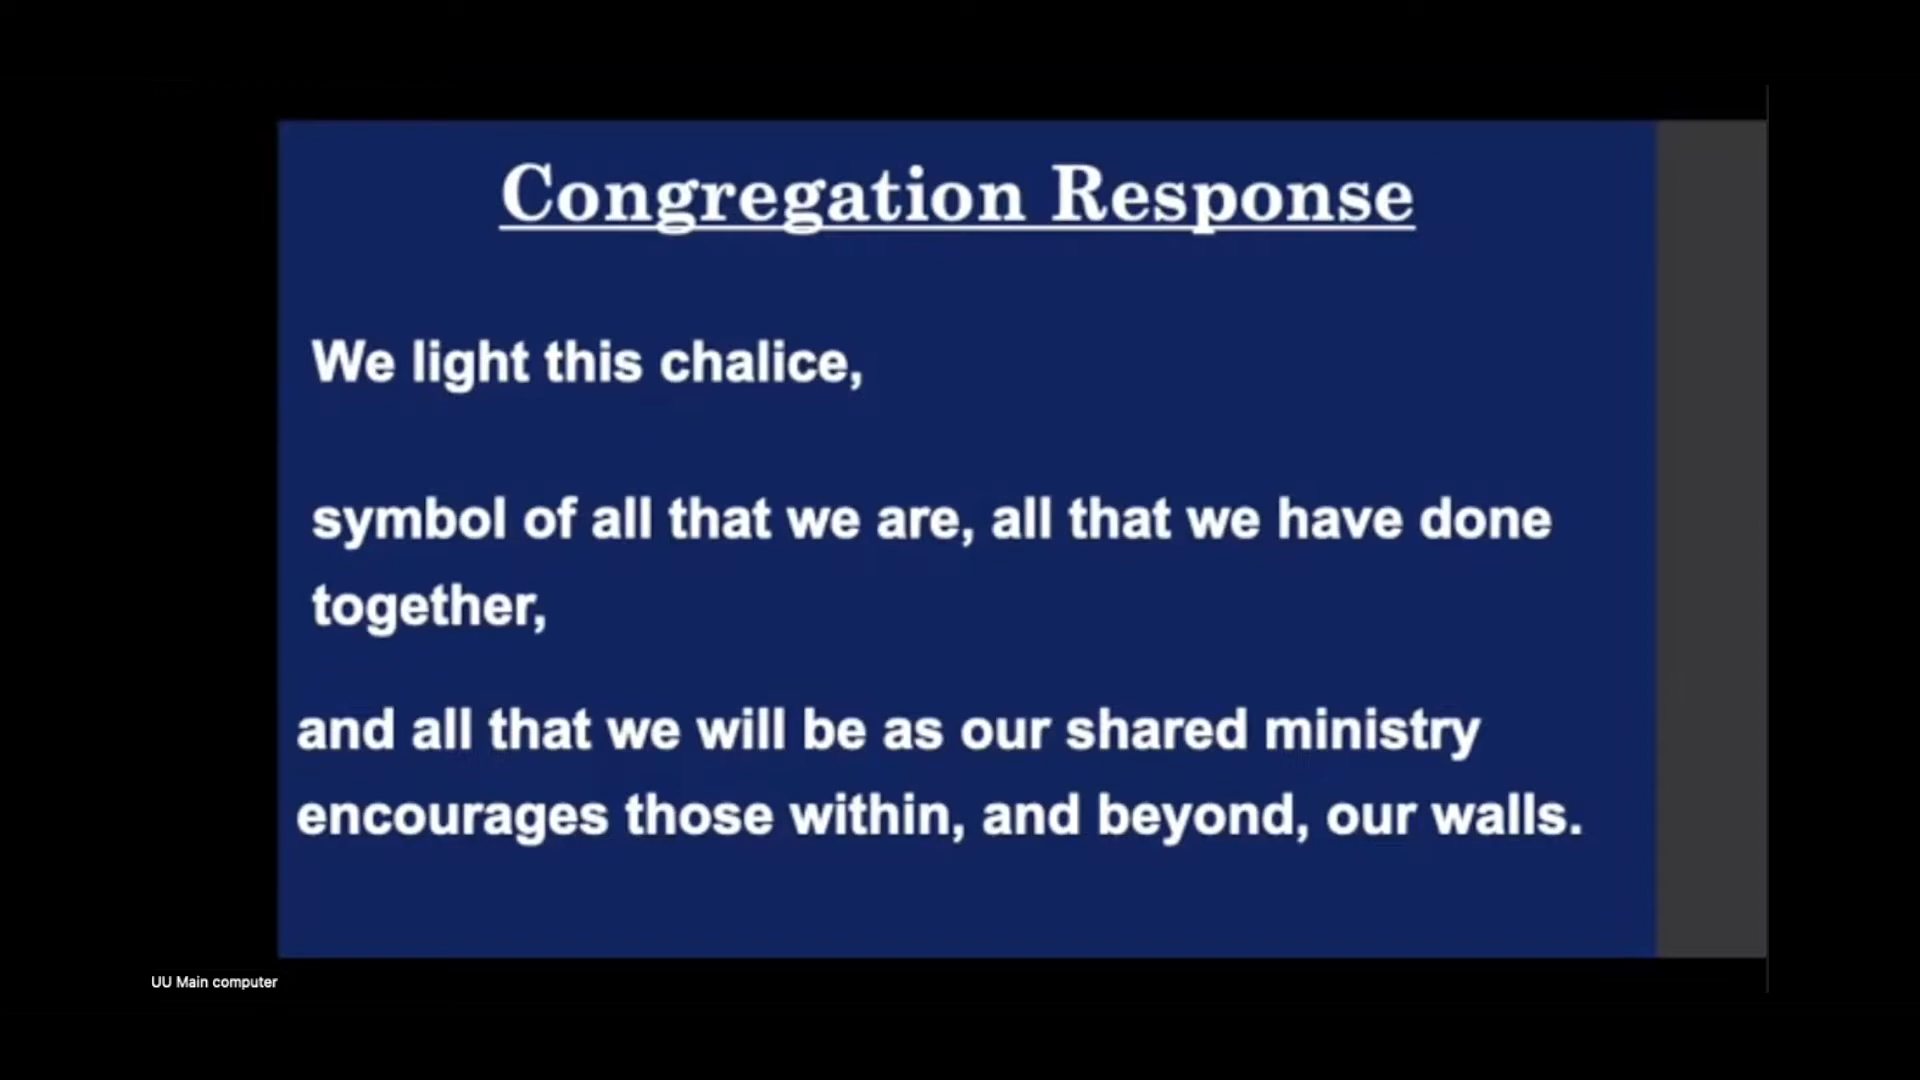 Congregation Response
We light this chalice,
symbol of all that we are, all that we have done
together,
and all that we will be as our shared ministry
encourages those within, and beyond, our walls.
UU Main computer